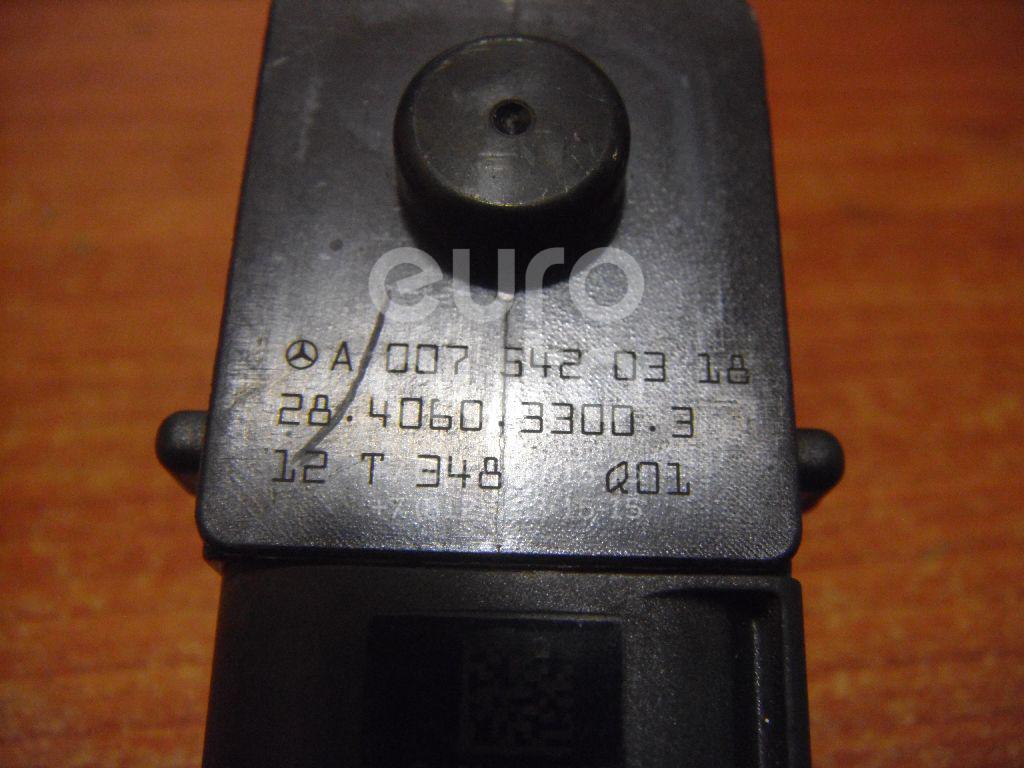 euro
A 007 542 03 18
28.4060.3300.3
12 T 348 Q01